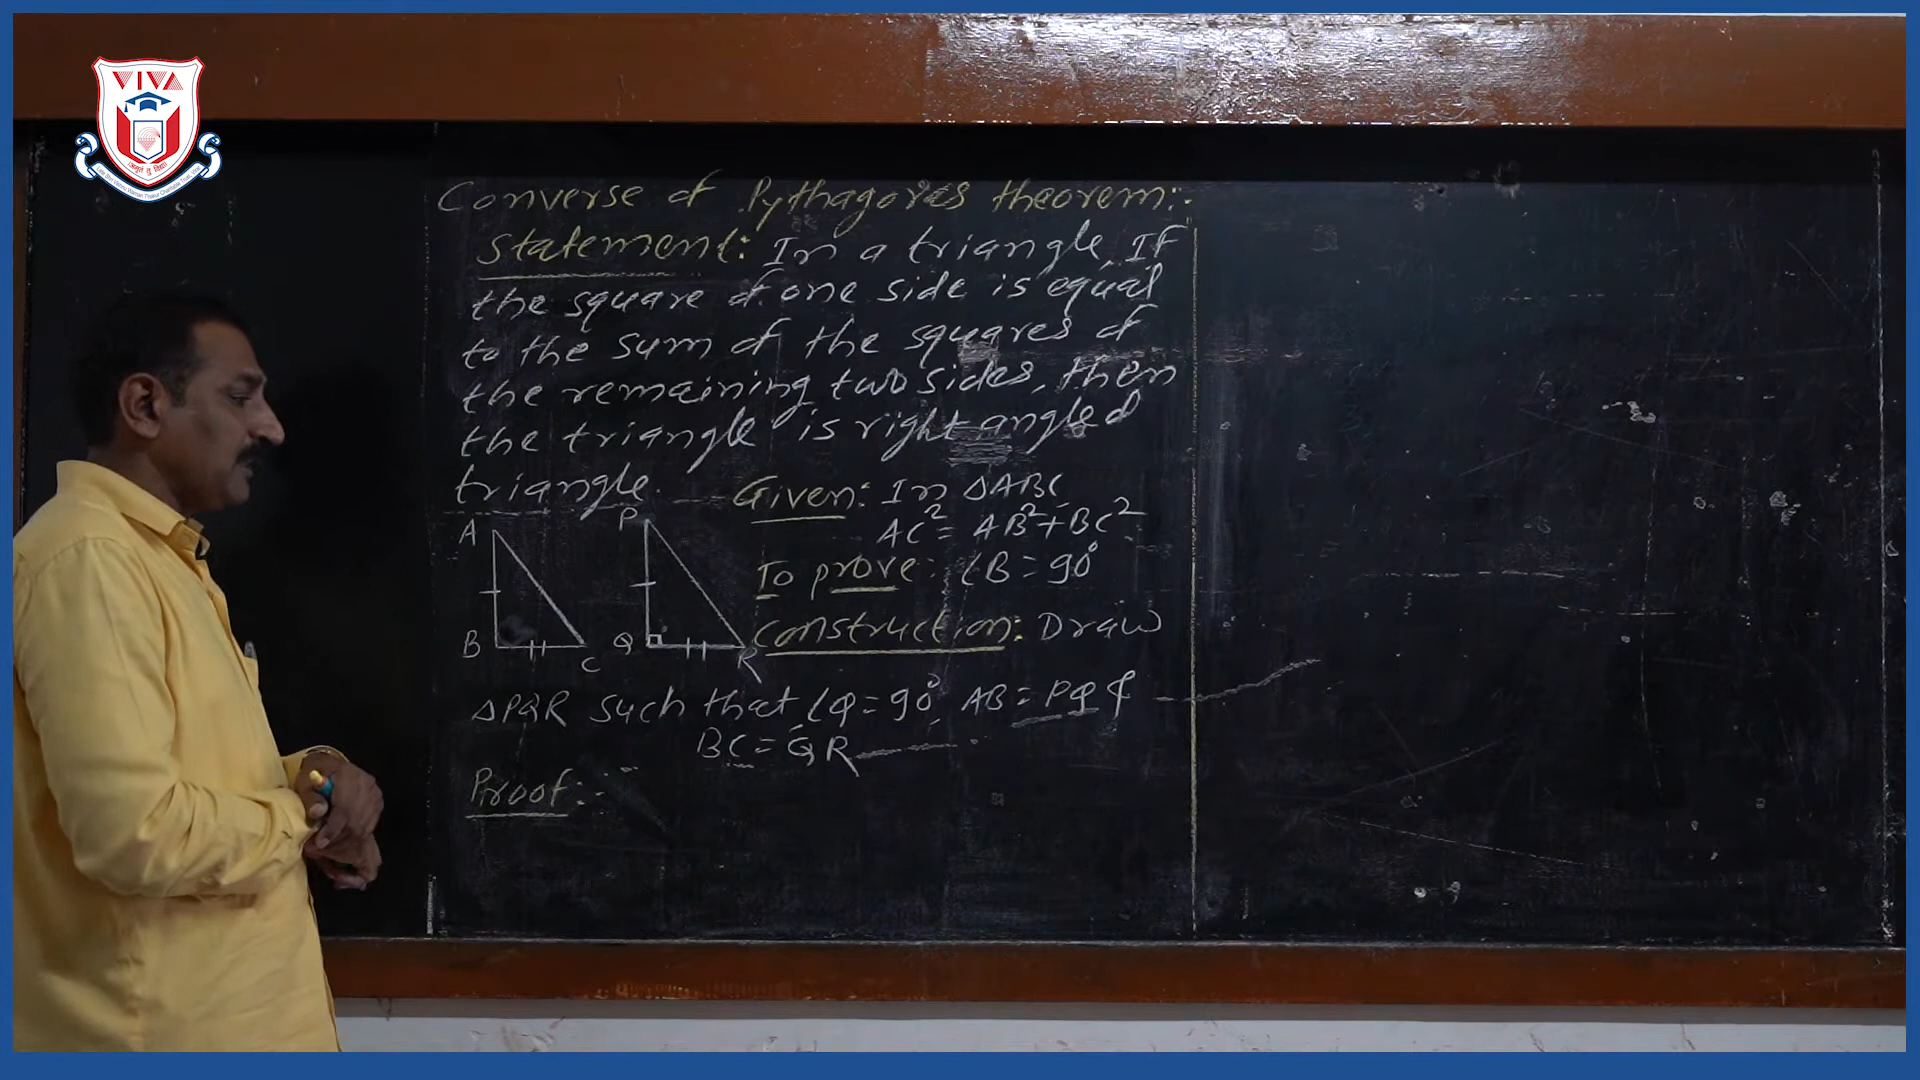 VIVA
Converse of Pythagoras theorem:-
Statement: In a triangle, If
the square of one side is equal
to the sum of the squares of
the remaining two sides, then
the triangle is right angled
triangle.
Given: In △ABC
AC² = AB² + BC²
To prove: ∠B = 90°
Construction: Draw
A
B
C
P
Q
R
△PQR such that ∠Q = 90°, AB = PQ &
BC = QR
Proof:-